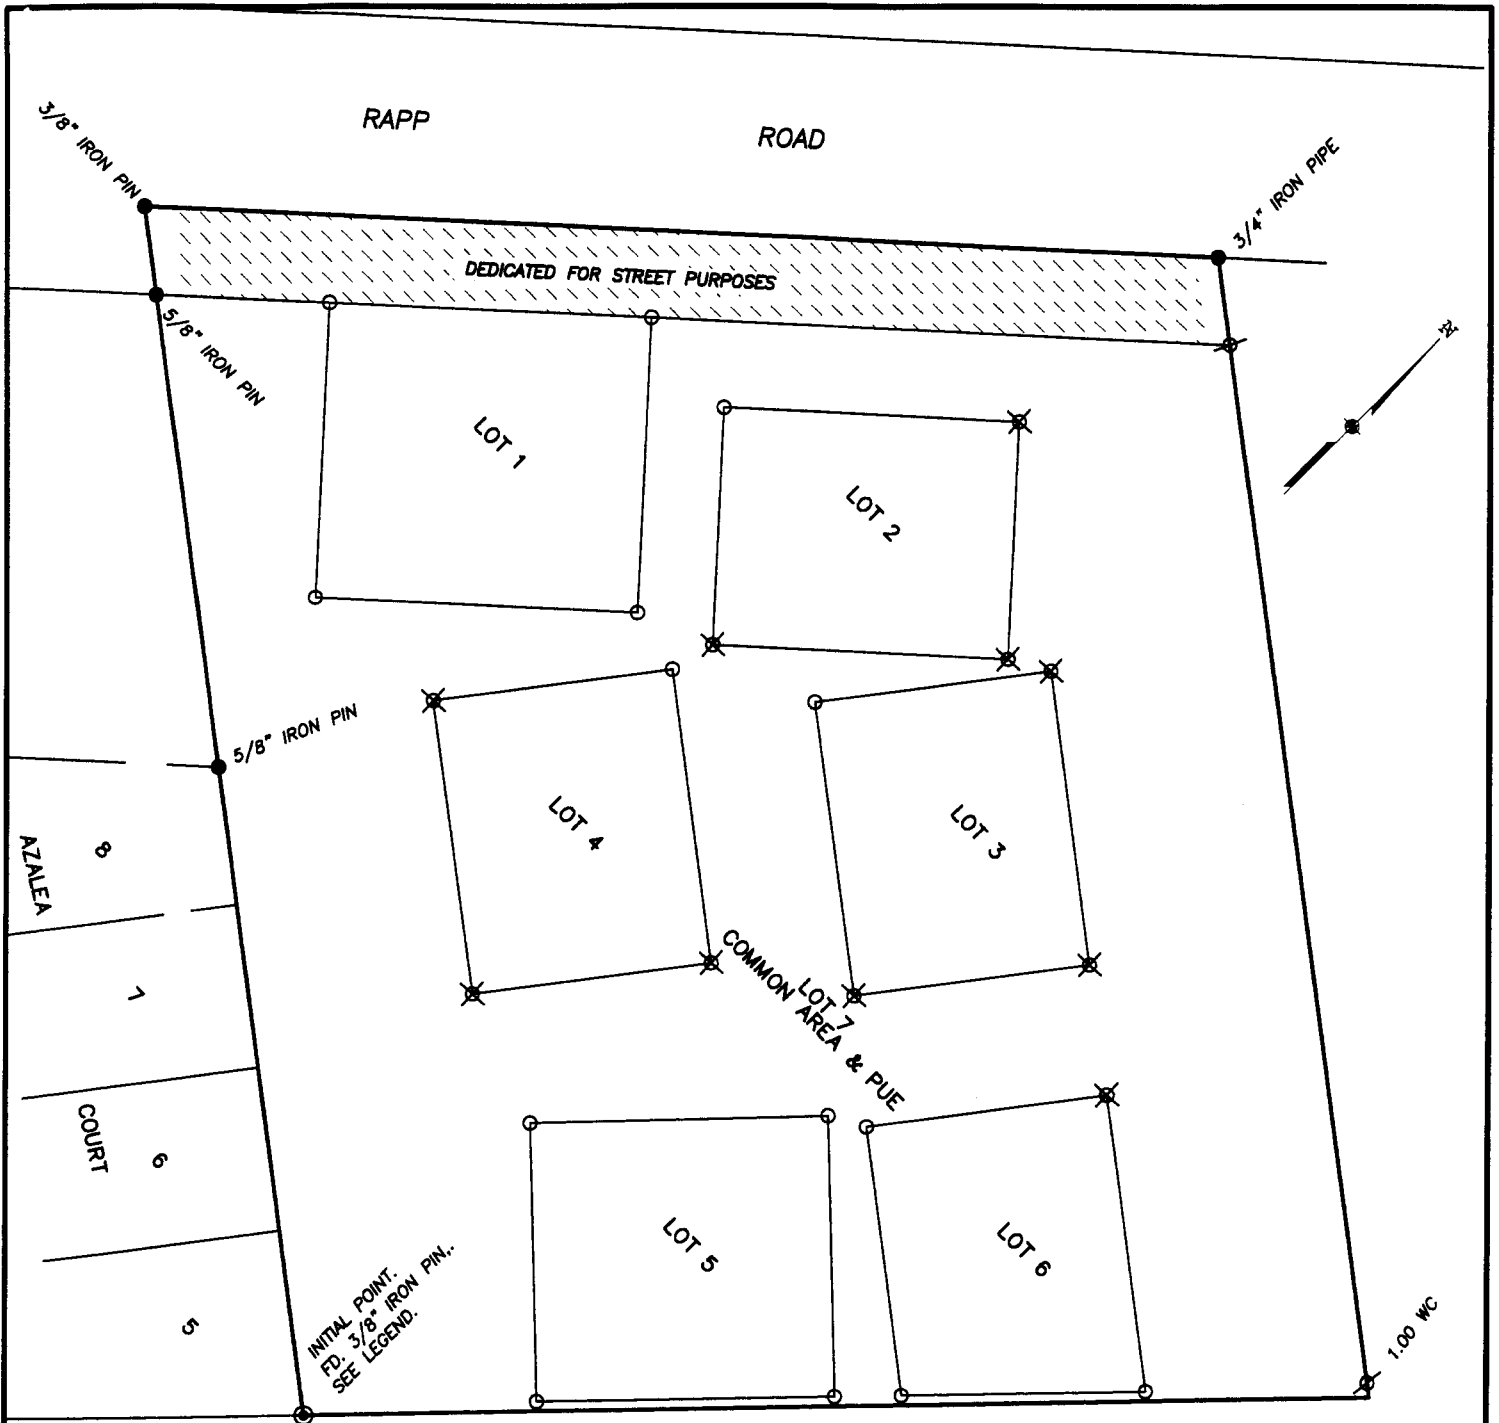 RAPP ROAD
3/8" IRON PIN
3/4" IRON PIPE
DEDICATED FOR STREET PURPOSES
5/8" IRON PIN
N
LOT 1
LOT 2
5/8" IRON PIN
LOT 4
LOT 3
8
AZALEA
7
COMMON AREA & PUE
LOT 7
COURT
6
LOT 5
LOT 6
5
INITIAL POINT.
FD. 3/8" IRON PIN,.
SEE LEGEND.
1.00 WC